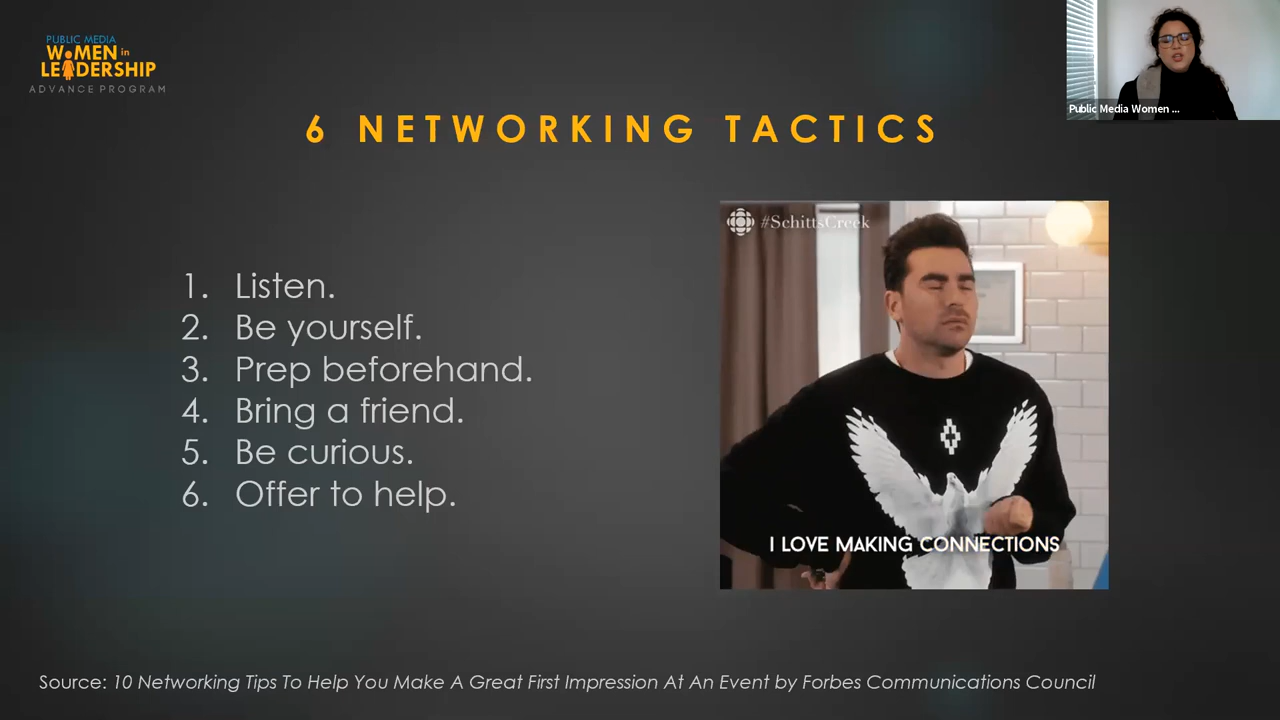 PUBLIC MEDIA
WOMEN in
LEADERSHIP
ADVANCE PROGRAM
Public Media Women ...
6 NETWORKING TACTICS
#SchittsCreek
1. Listen.
2. Be yourself.
3. Prep beforehand.
4. Bring a friend.
5. Be curious.
6. Offer to help.
I LOVE MAKING CONNECTIONS
Source: 10 Networking Tips To Help You Make A Great First Impression At An Event by Forbes Communications Council